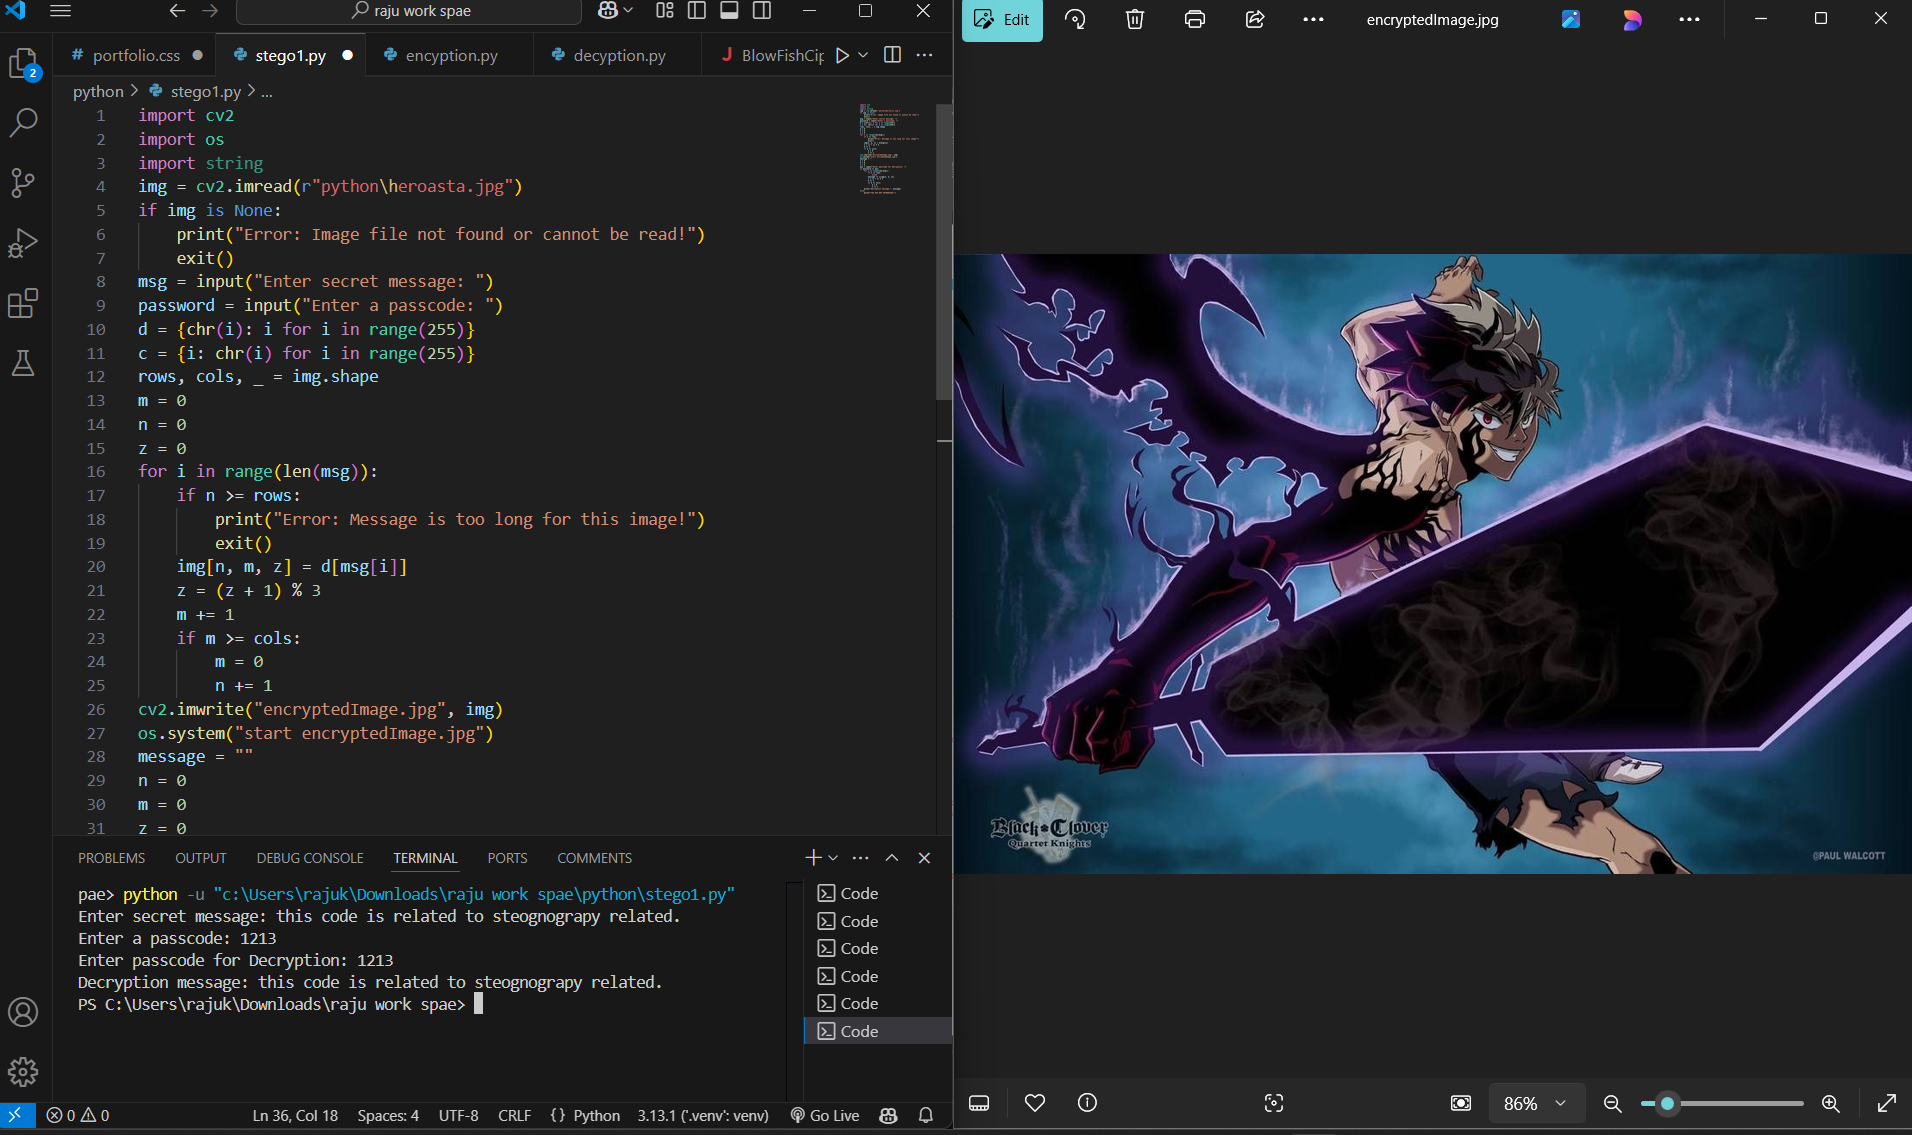 raju work spae
portfolio.css
stego1.py
encyption.py
decyption.py
BlowFishCip
python > stego1.py > ...
1 import cv2
2 import os
3 import string
4 img = cv2.imread(r"python\heroasta.jpg")
5 if img is None:
6 print("Error: Image file not found or cannot be read!")
7 exit()
8 msg = input("Enter secret message: ")
9 password = input("Enter a passcode: ")
10 d = {chr(i): i for i in range(255)}
11 c = {i: chr(i) for i in range(255)}
12 rows, cols, _ = img.shape
13 m = 0
14 n = 0
15 z = 0
16 for i in range(len(msg)):
17 if n >= rows:
18 print("Error: Message is too long for this image!")
19 exit()
20 img[n, m, z] = d[msg[i]]
21 z = (z + 1) % 3
22 m += 1
23 if m >= cols:
24 m = 0
25 n += 1
26 cv2.imwrite("encryptedImage.jpg", img)
27 os.system("start encryptedImage.jpg")
28 message = ""
29 n = 0
30 m = 0
31 z = 0
PROBLEMS OUTPUT DEBUG CONSOLE TERMINAL PORTS COMMENTS
pae> python -u "c:\Users\rajuk\Downloads\raju work spae\python\stego1.py"
Enter secret message: this code is related to steognograpy related.
Enter a passcode: 1213
Enter passcode for Decryption: 1213
Decryption message: this code is related to steognograpy related.
PS C:\Users\rajuk\Downloads\raju work spae>
Code
Code
Code
Code
Code
Code
2
0 0
Ln 36, Col 18 Spaces: 4 UTF-8 CRLF {} Python 3.13.1 ('.venv': venv) Go Live
Edit
encryptedImage.jpg
Black Clover
Quartet Knights
@PAUL WALCOTT
86%